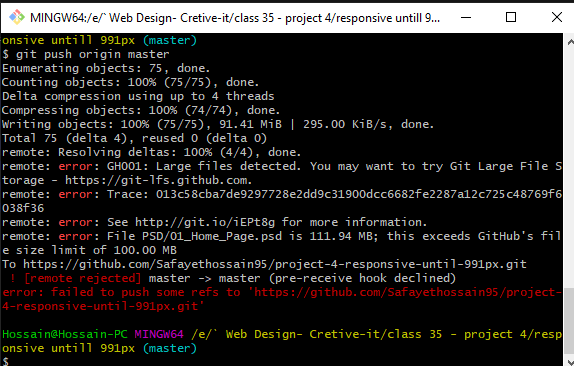 MINGW64:/e/` Web Design- Cretive-it/class 35 - project 4/responsive untill 9...
onsive untill 991px (master)
$ git push origin master
Enumerating objects: 75, done.
Counting objects: 100% (75/75), done.
Delta compression using up to 4 threads
Compressing objects: 100% (74/74), done.
Writing objects: 100% (75/75), 91.41 MiB | 295.00 KiB/s, done.
Total 75 (delta 4), reused 0 (delta 0)
remote: Resolving deltas: 100% (4/4), done.
remote: error: GH001: Large files detected. You may want to try Git Large File S
torage - https://git-lfs.github.com.
remote: error: Trace: 013c58cba7de9297728e2dd9c31900dcc6682fe2287a12c725c48769f6
038f36
remote: error: See http://git.io/iEPt8g for more information.
remote: error: File PSD/01_Home_Page.psd is 111.94 MB; this exceeds GitHub's fil
e size limit of 100.00 MB
To https://github.com/Safayethossain95/project-4-responsive-until-991px.git
! [remote rejected] master -> master (pre-receive hook declined)
error: failed to push some refs to 'https://github.com/Safayethossain95/project-
4-responsive-until-991px.git'
Hossain@Hossain-PC MINGW64 /e/` Web Design- Cretive-it/class 35 - project 4/resp
onsive untill 991px (master)
$